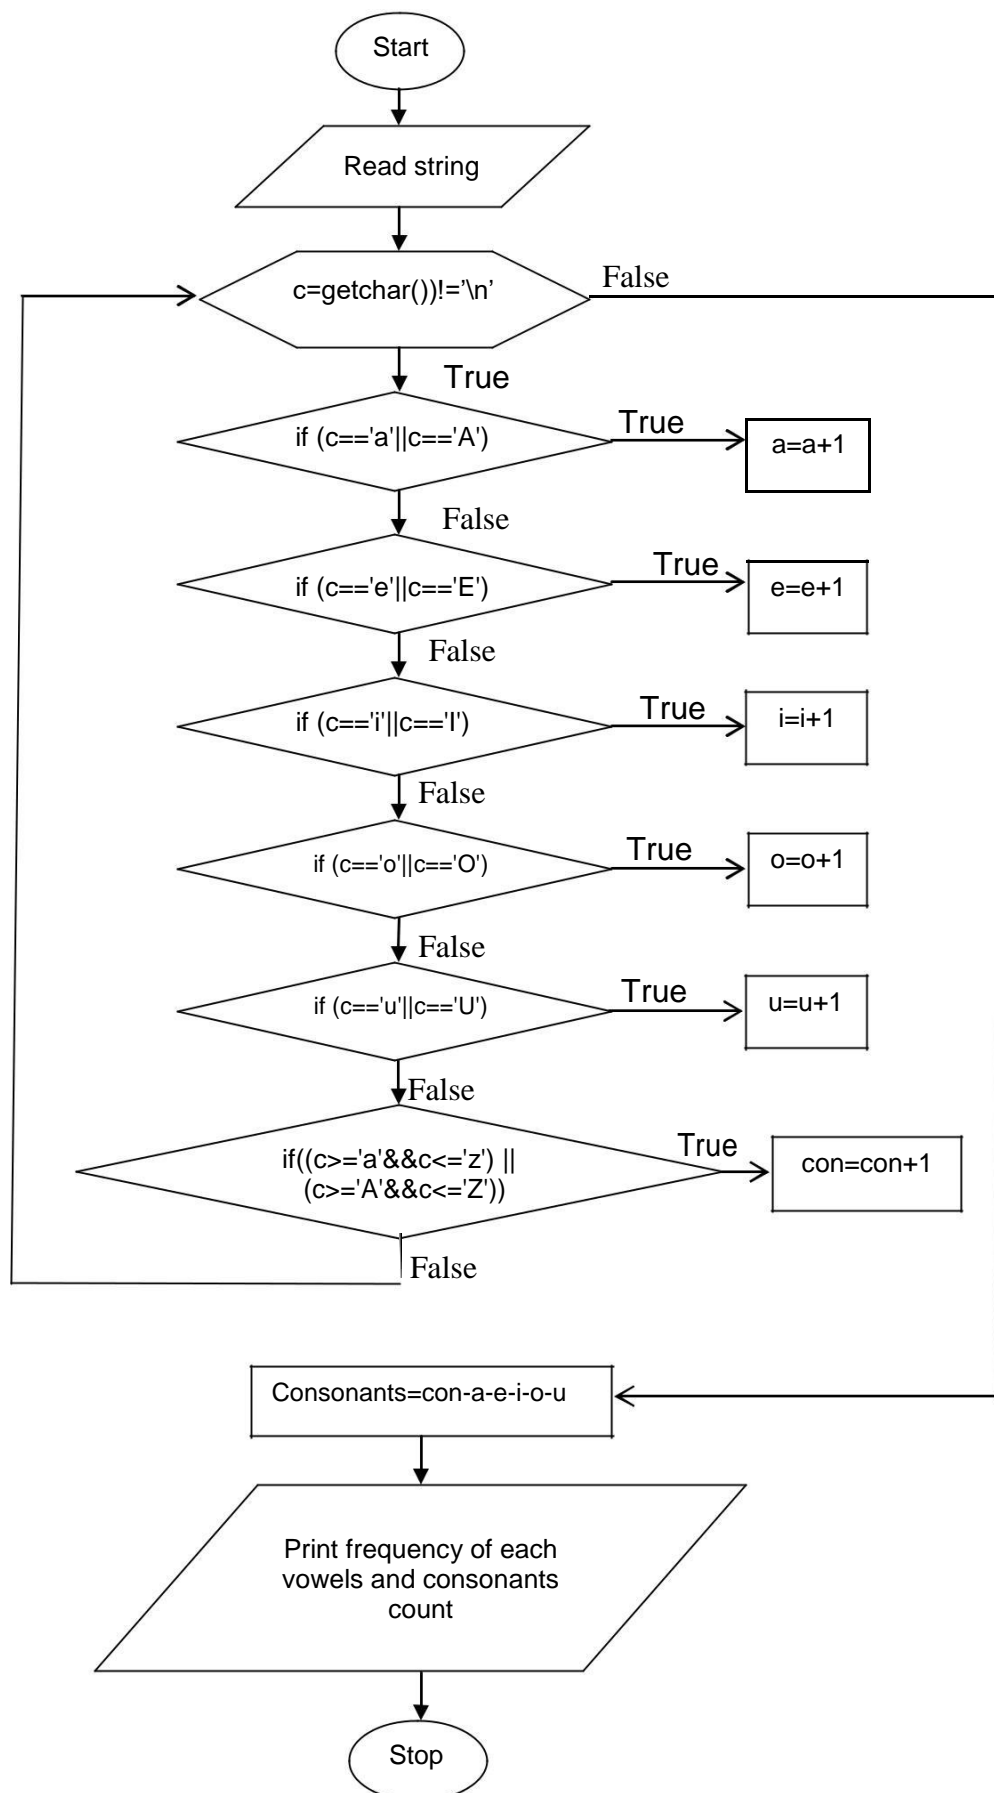 Start
Read string
c=getchar())!='\n’
False
True
if (c=='a'||c=='A')
True
a=a+1
False
if (c=='e'||c=='E')
True
e=e+1
False
if (c=='i'||c=='I')
True
i=i+1
False
if (c=='o'||c=='O')
True
o=o+1
False
if (c=='u'||c=='U')
True
u=u+1
False
if((c>='a'&&c<='z') ||
(c>='A'&&c<='Z'))
True
con=con+1
False
Consonants=con-a-e-i-o-u
Print frequency of each
vowels and consonants
count
Stop